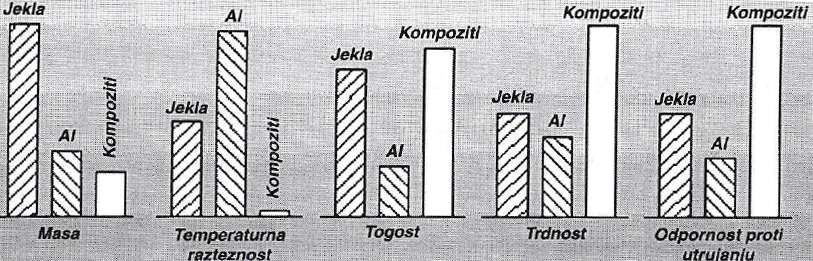 Jekla
Al
Kompoziti
Masa
Jekla
Al
Kompoziti
Temperaturna
razteznost
Jekla
Al
Kompoziti
Togost
Jekla
Al
Kompoziti
Trdnost
Jekla
Al
Kompoziti
Odpornost proti
utrujanju